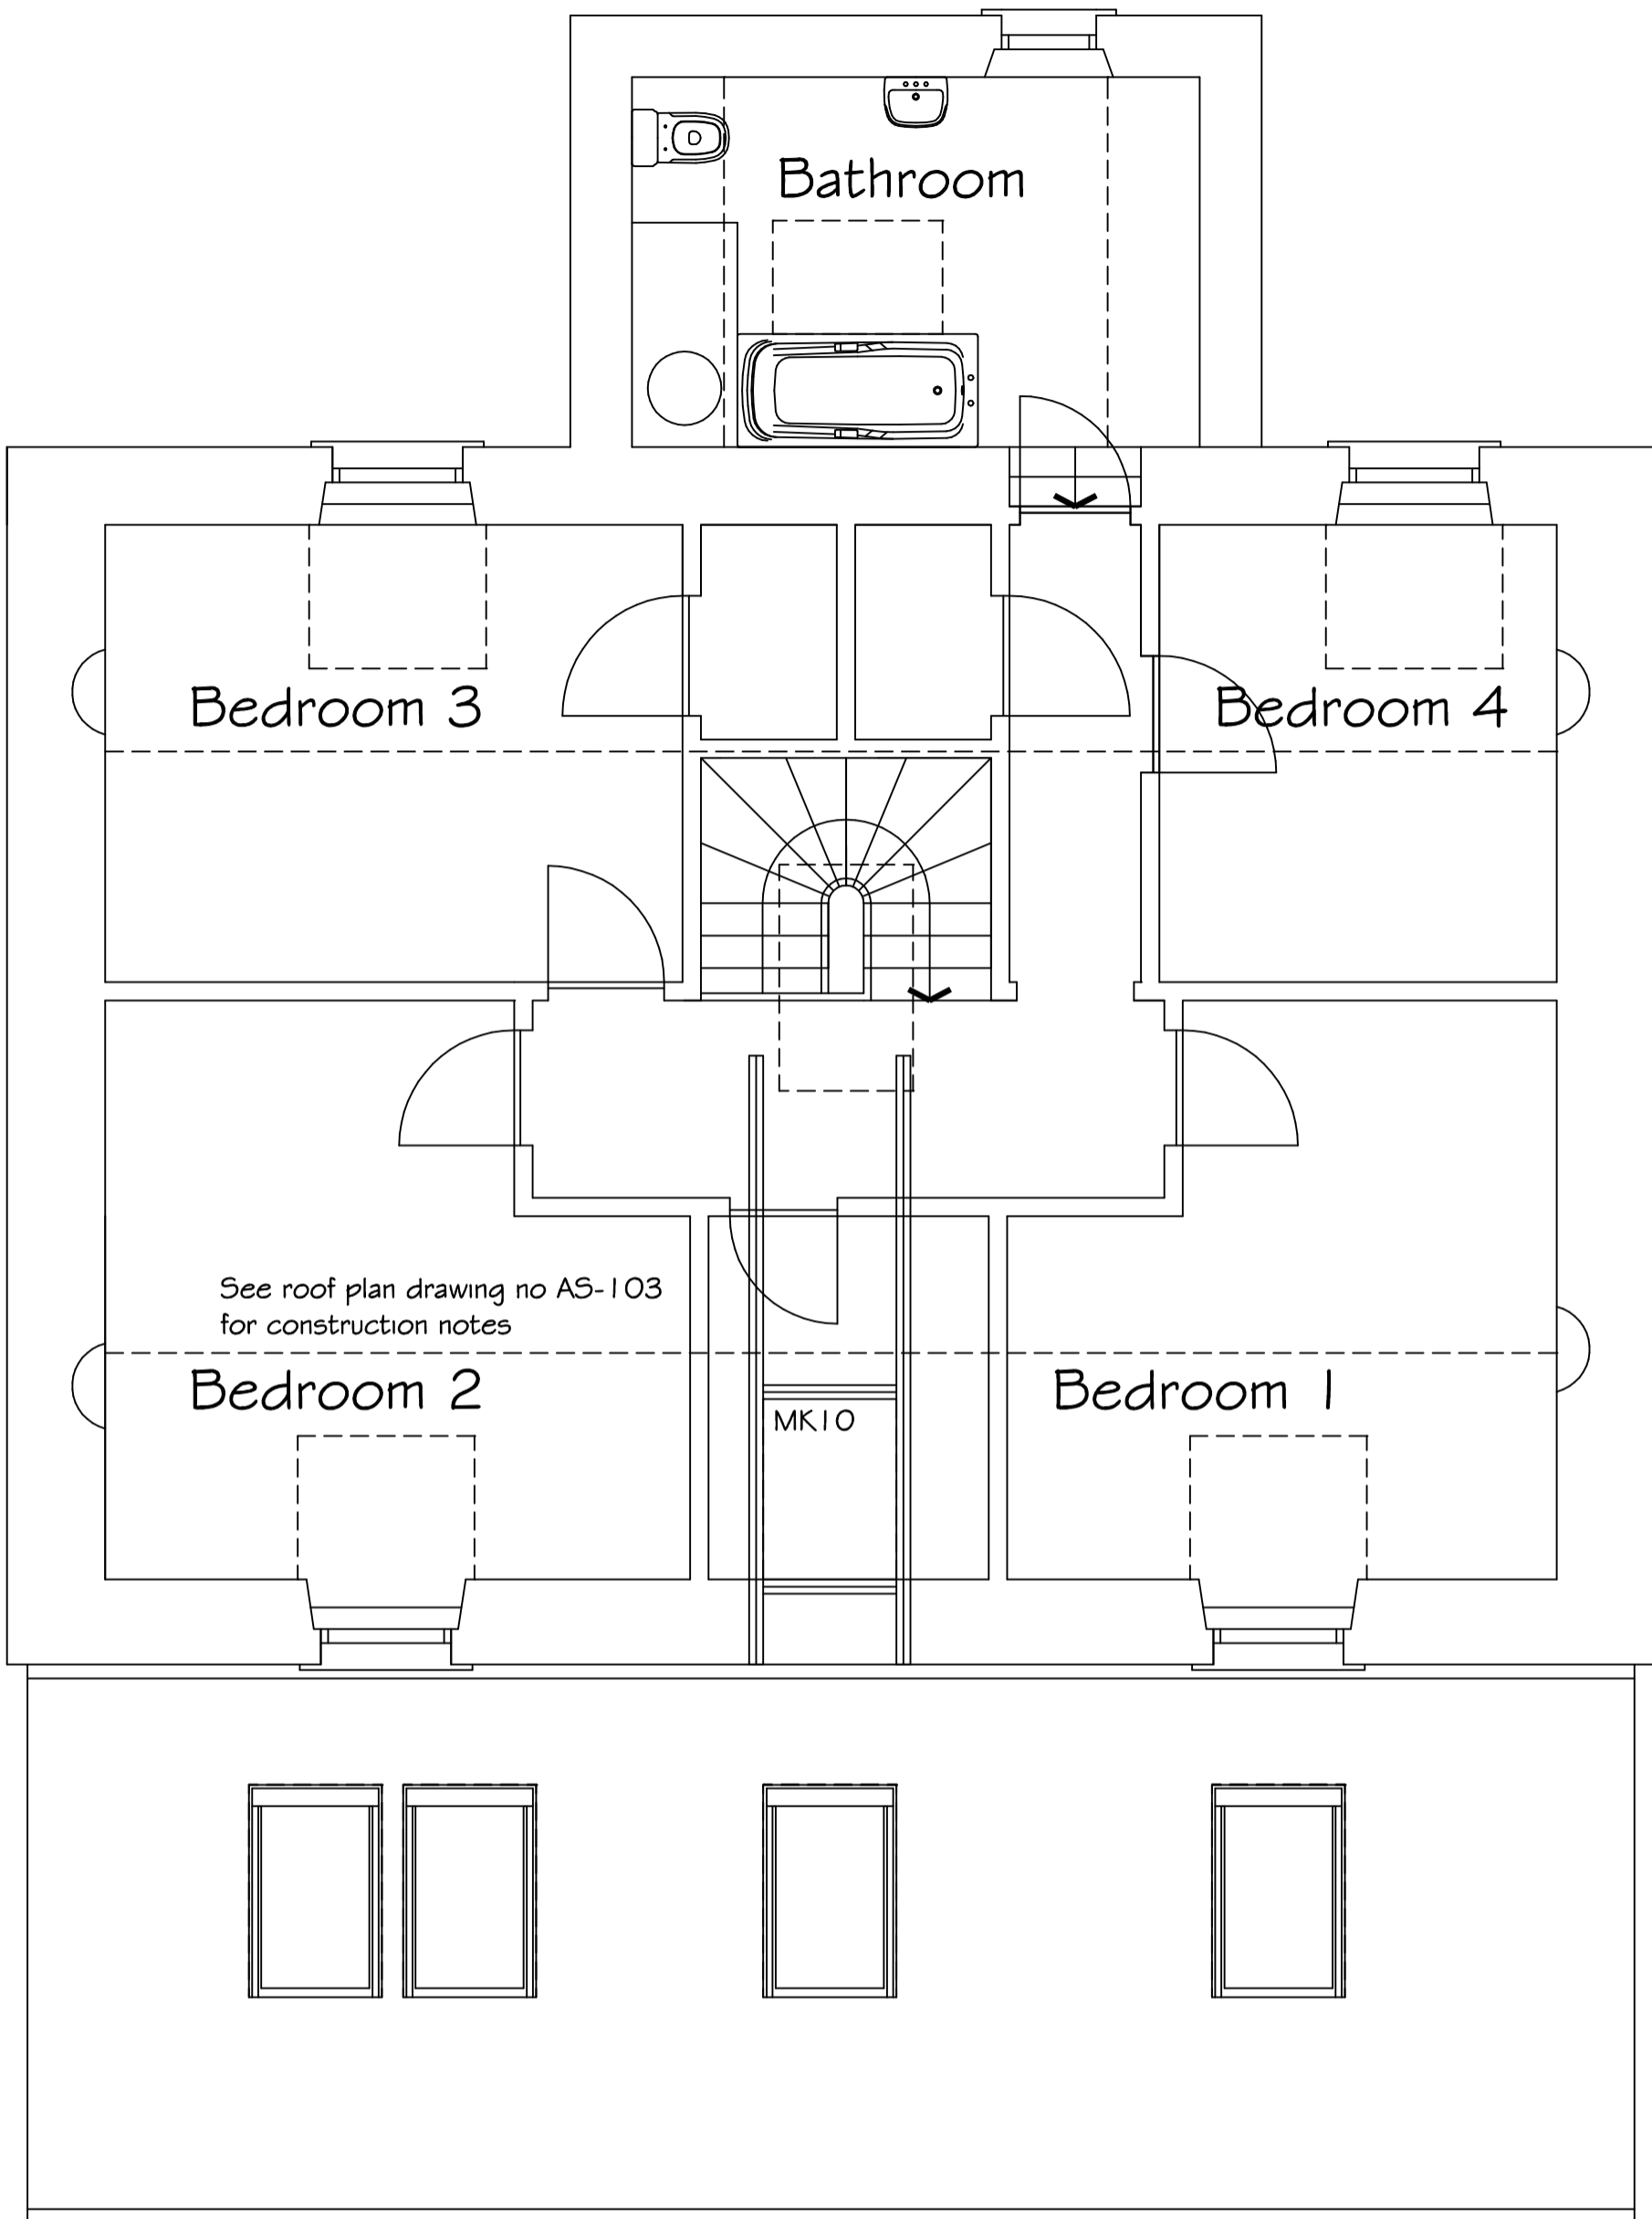 Bathroom
Bedroom 3
Bedroom 4
See roof plan drawing no AS-103
for construction notes
Bedroom 2
Bedroom 1
MK10